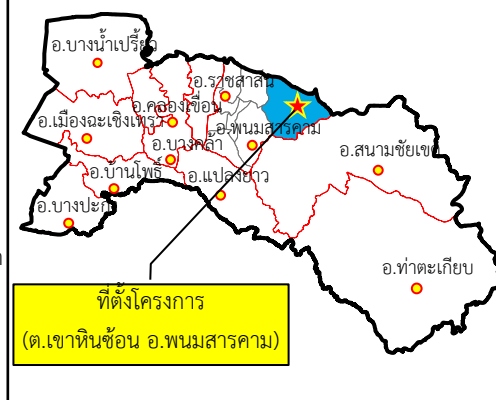 อ.บางน้ำเปรี้ยว
อ.ราชสาส์น
อ.คลองเขื่อน
อ.เมืองฉะเชิงเทรา
อ.พนมสารคาม
อ.บางคล้า
อ.สนามชัยเขต
อ.บ้านโพธิ์
อ.แปลงยาว
อ.บางปะกง
อ.ท่าตะเกียบ
ที่ตั้งโครงการ
(ต.เขาหินซ้อน อ.พนมสารคาม)